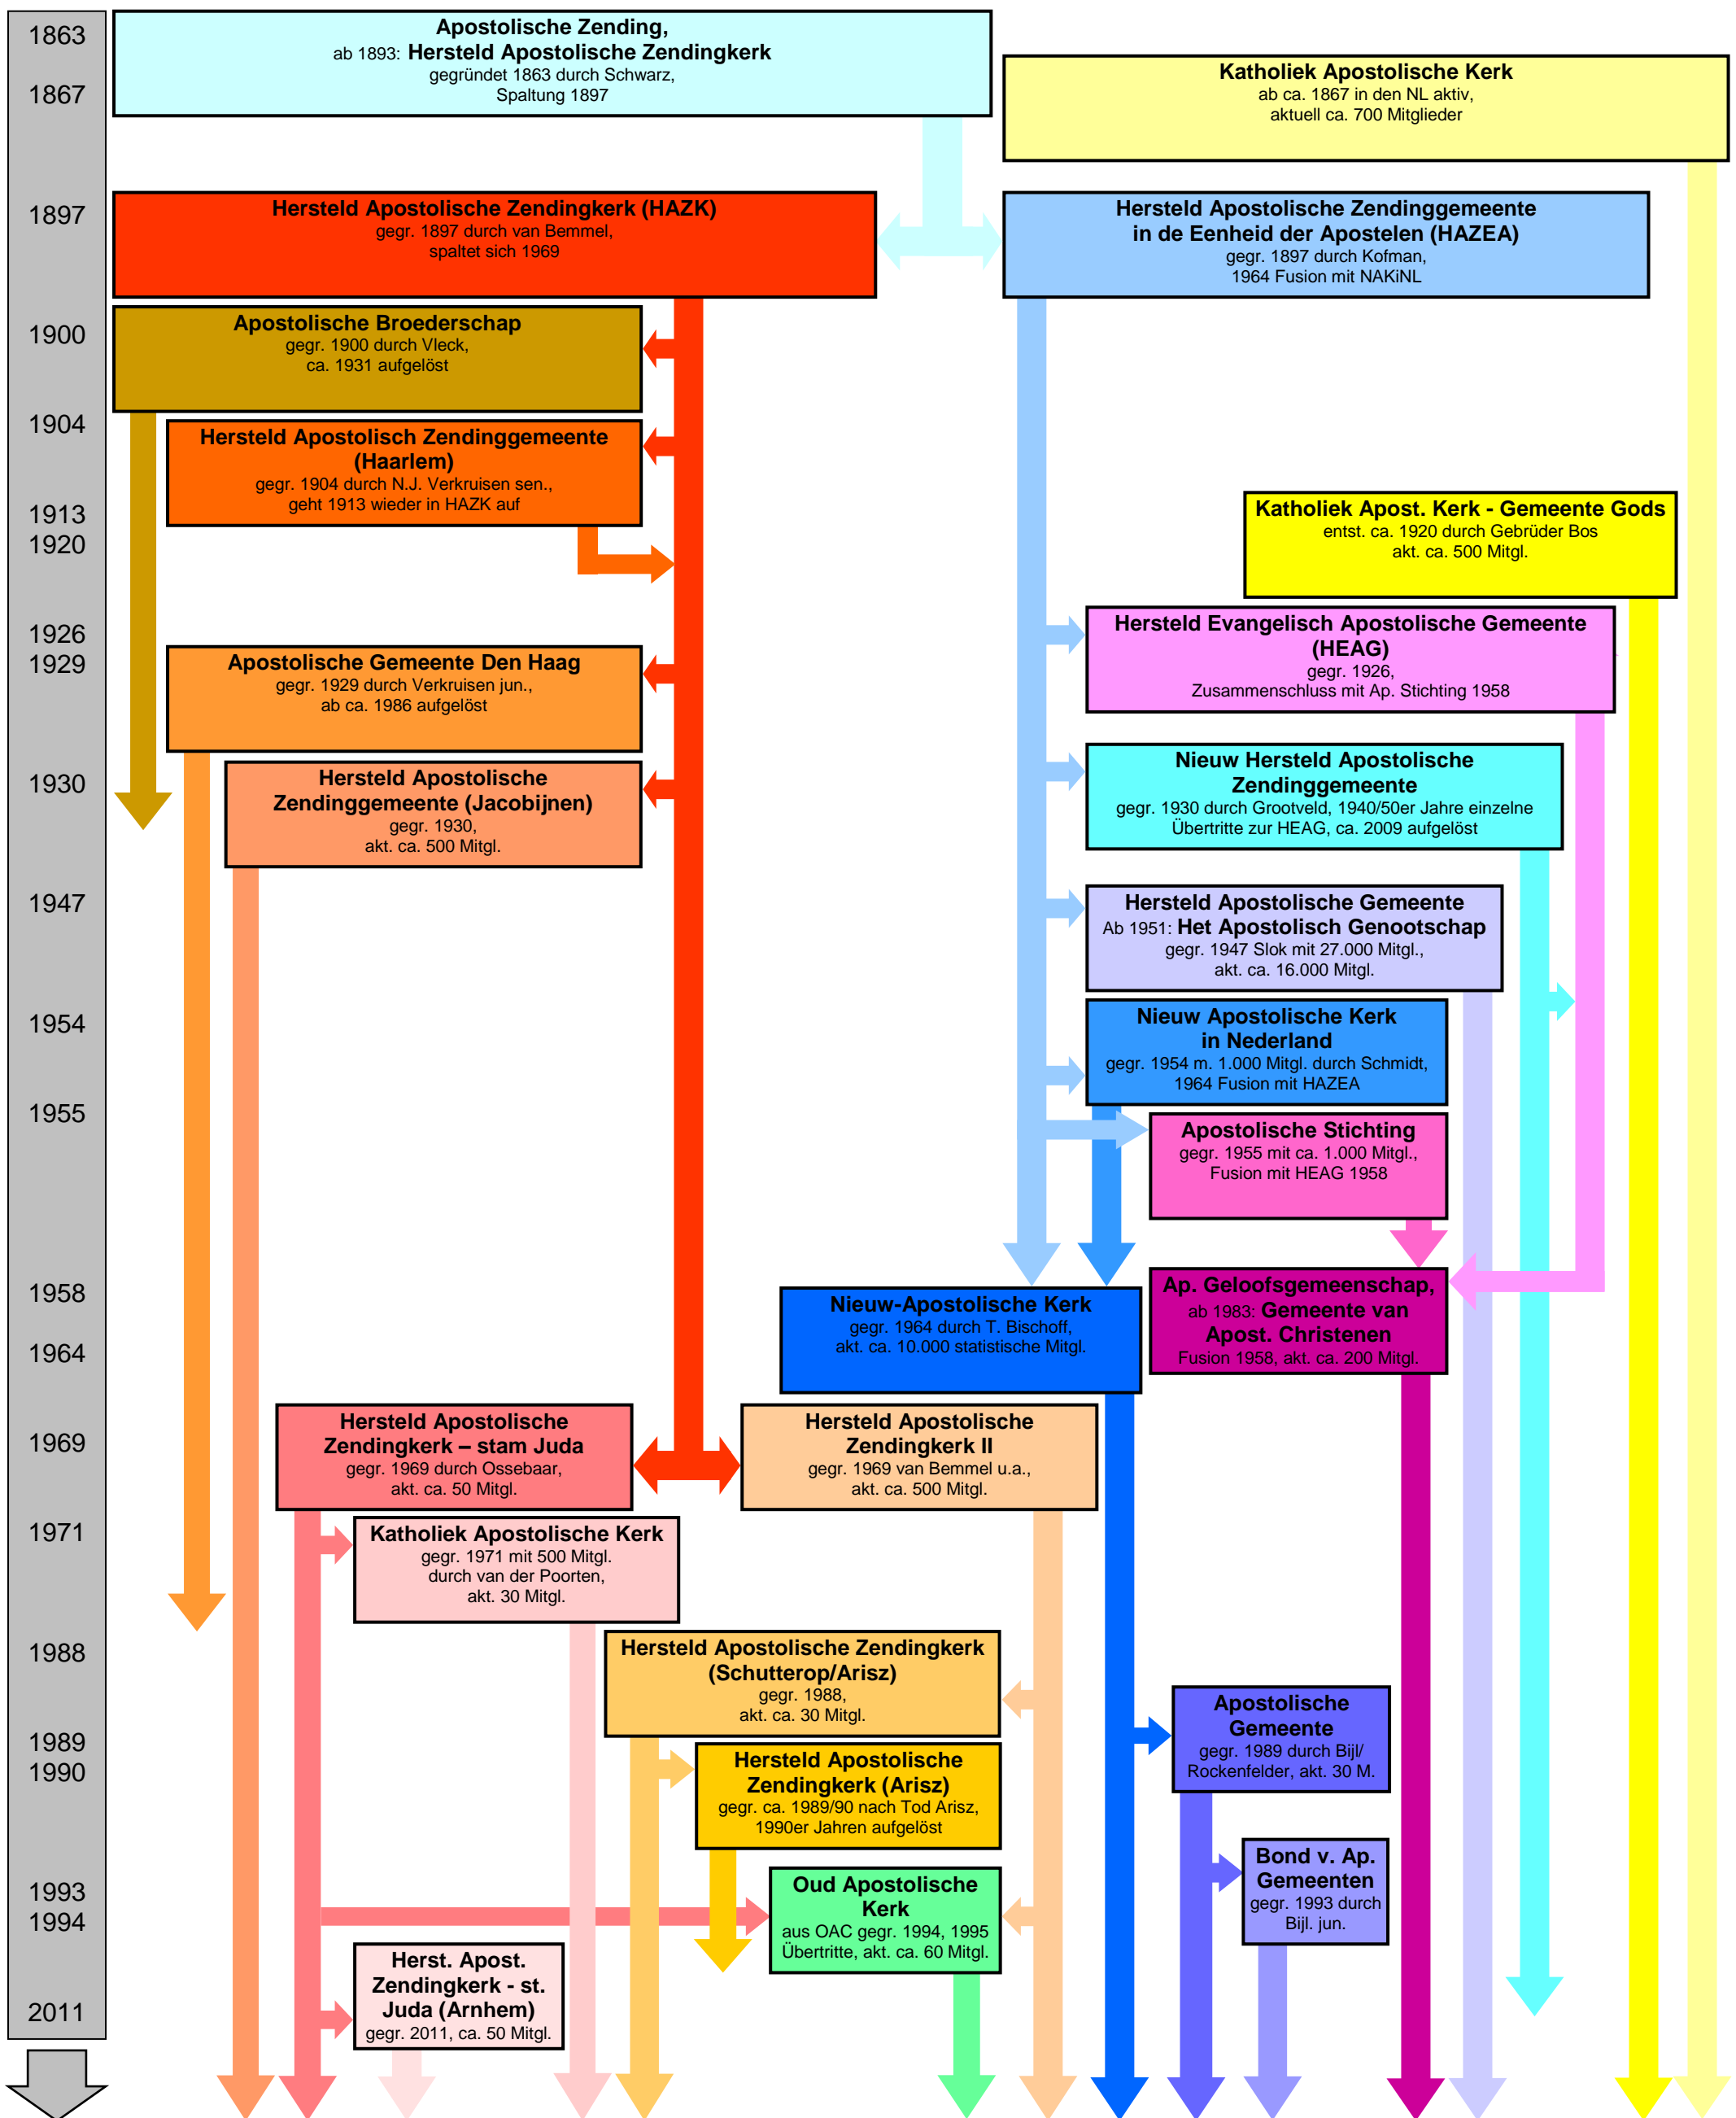 1863
1867
1897
1900
1904
1913
1920
1926
1929
1930
1947
1954
1955
1958
1964
1969
1971
1988
1989
1990
1993
1994
2011
Apostolische Zending,
ab 1893: Hersteld Apostolische Zendingkerk
gegründet 1863 durch Schwarz,
Spaltung 1897
Katholiek Apostolische Kerk
ab ca. 1867 in den NL aktiv,
aktuell ca. 700 Mitglieder
Hersteld Apostolische Zendingkerk (HAZK)
gegr. 1897 durch van Bemmel,
spaltet sich 1969
Hersteld Apostolische Zendinggemeente
in de Eenheid der Apostelen (HAZEA)
gegr. 1897 durch Kofman,
1964 Fusion mit NAKiNL
Apostolische Broederschap
gegr. 1900 durch Vleck,
ca. 1931 aufgelöst
Hersteld Apostolisch Zendinggemeente
(Haarlem)
gegr. 1904 durch N.J. Verkruisen sen.,
geht 1913 wieder in HAZK auf
Katholiek Apost. Kerk - Gemeente Gods
entst. ca. 1920 durch Gebrüder Bos
akt. ca. 500 Mitgl.
Hersteld Evangelisch Apostolische Gemeente
(HEAG)
gegr. 1926,
Zusammenschluss mit Ap. Stichting 1958
Apostolische Gemeente Den Haag
gegr. 1929 durch Verkruisen jun.,
ab ca. 1986 aufgelöst
Nieuw Hersteld Apostolische
Zendinggemeente
gegr. 1930 durch Grootveld, 1940/50er Jahre einzelne
Übertritte zur HEAG, ca. 2009 aufgelöst
Hersteld Apostolische
Zendinggemeente (Jacobijnen)
gegr. 1930,
akt. ca. 500 Mitgl.
Hersteld Apostolische Gemeente
Ab 1951: Het Apostolisch Genootschap
gegr. 1947 Slok mit 27.000 Mitgl.,
akt. ca. 16.000 Mitgl.
Nieuw Apostolische Kerk
in Nederland
gegr. 1954 m. 1.000 Mitgl. durch Schmidt,
1964 Fusion mit HAZEA
Apostolische Stichting
gegr. 1955 mit ca. 1.000 Mitgl.,
Fusion mit HEAG 1958
Nieuw-Apostolische Kerk
gegr. 1964 durch T. Bischoff,
akt. ca. 10.000 statistische Mitgl.
Ap. Geloofsgemeenschap,
ab 1983: Gemeente van
Apost. Christenen
Fusion 1958, akt. ca. 200 Mitgl.
Hersteld Apostolische
Zendingkerk – stam Juda
gegr. 1969 durch Ossebaar,
akt. ca. 50 Mitgl.
Hersteld Apostolische
Zendingkerk II
gegr. 1969 van Bemmel u.a.,
akt. ca. 500 Mitgl.
Katholiek Apostolische Kerk
gegr. 1971 mit 500 Mitgl.
durch van der Poorten,
akt. 30 Mitgl.
Hersteld Apostolische Zendingkerk
(Schutterop/Arisz)
gegr. 1988,
akt. ca. 30 Mitgl.
Apostolische
Gemeente
gegr. 1989 durch Bijl/
Rockenfelder, akt. 30 M.
Hersteld Apostolische
Zendingkerk (Arisz)
gegr. ca. 1989/90 nach Tod Arisz,
1990er Jahren aufgelöst
Bond v. Ap.
Gemeenten
gegr. 1993 durch
Bijl. jun.
Oud Apostolische
Kerk
aus OAC gegr. 1994, 1995
Übertritte, akt. ca. 60 Mitgl.
Herst. Apost.
Zendingkerk - st.
Juda (Arnhem)
gegr. 2011, ca. 50 Mitgl.